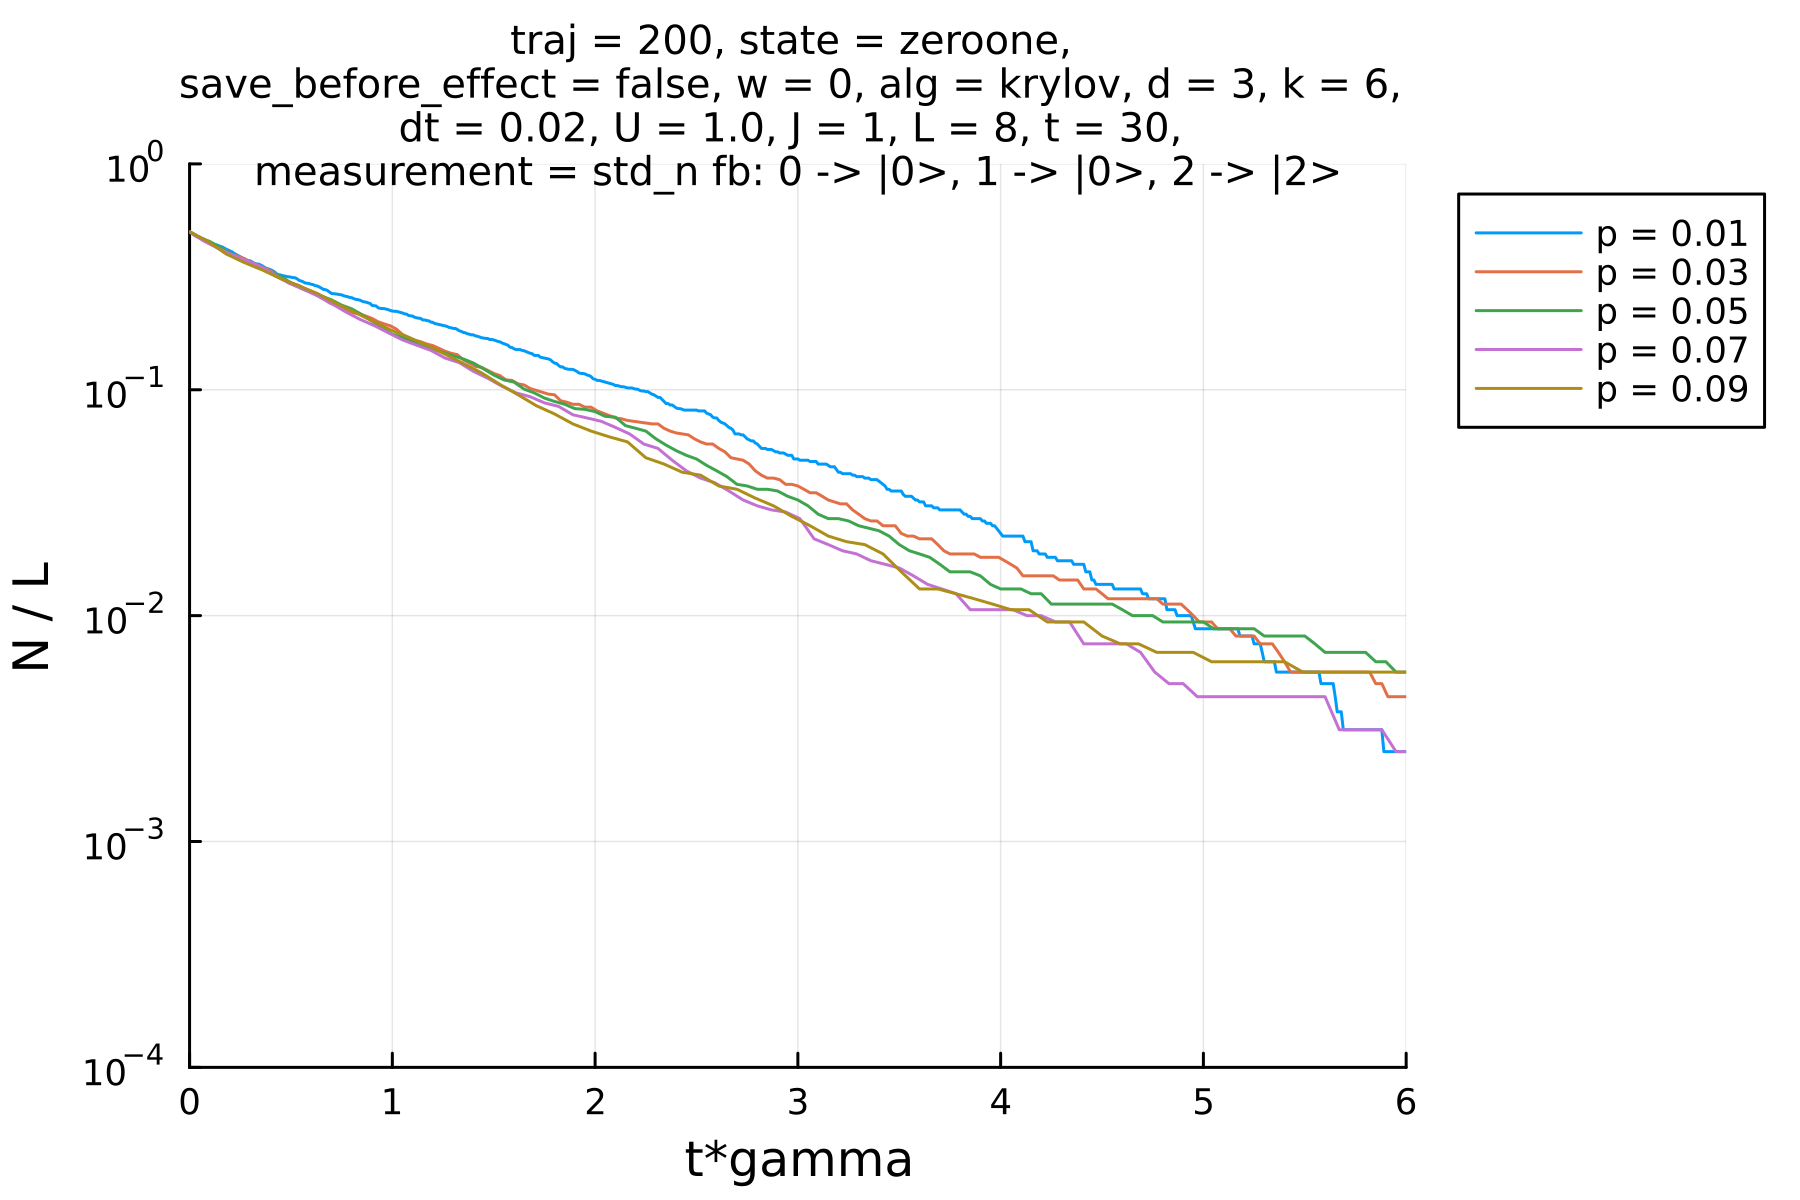 traj = 200, state = zeroone,
save_before_effect = false, w = 0, alg = krylov, d = 3, k = 6,
dt = 0.02, U = 1.0, J = 1, L = 8, t = 30,
measurement = std_n fb: 0 -> |0>, 1 -> |0>, 2 -> |2>
10⁰
10⁻¹
10⁻²
10⁻³
10⁻⁴
N / L
p = 0.01
p = 0.03
p = 0.05
p = 0.07
p = 0.09
0 1 2 3 4 5 6
t*gamma